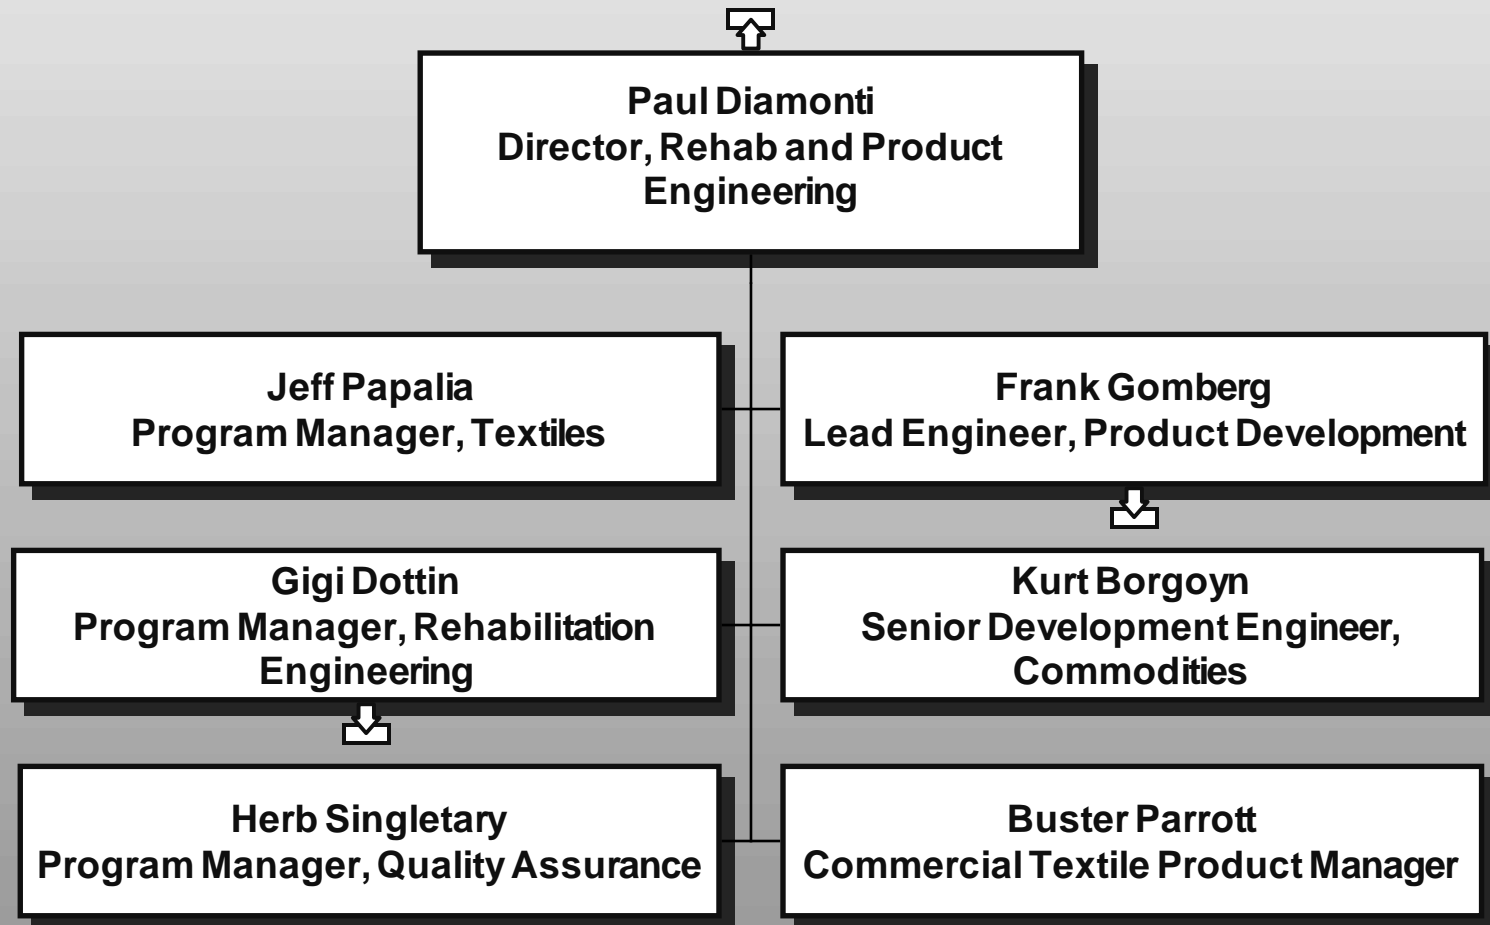 Paul Diamonti
Director, Rehab and Product
Engineering
Jeff Papalia
Program Manager, Textiles
Frank Gomberg
Lead Engineer, Product Development
Gigi Dottin
Program Manager, Rehabilitation
Engineering
Kurt Borgoyn
Senior Development Engineer,
Commodities
Herb Singletary
Program Manager, Quality Assurance
Buster Parrott
Commercial Textile Product Manager